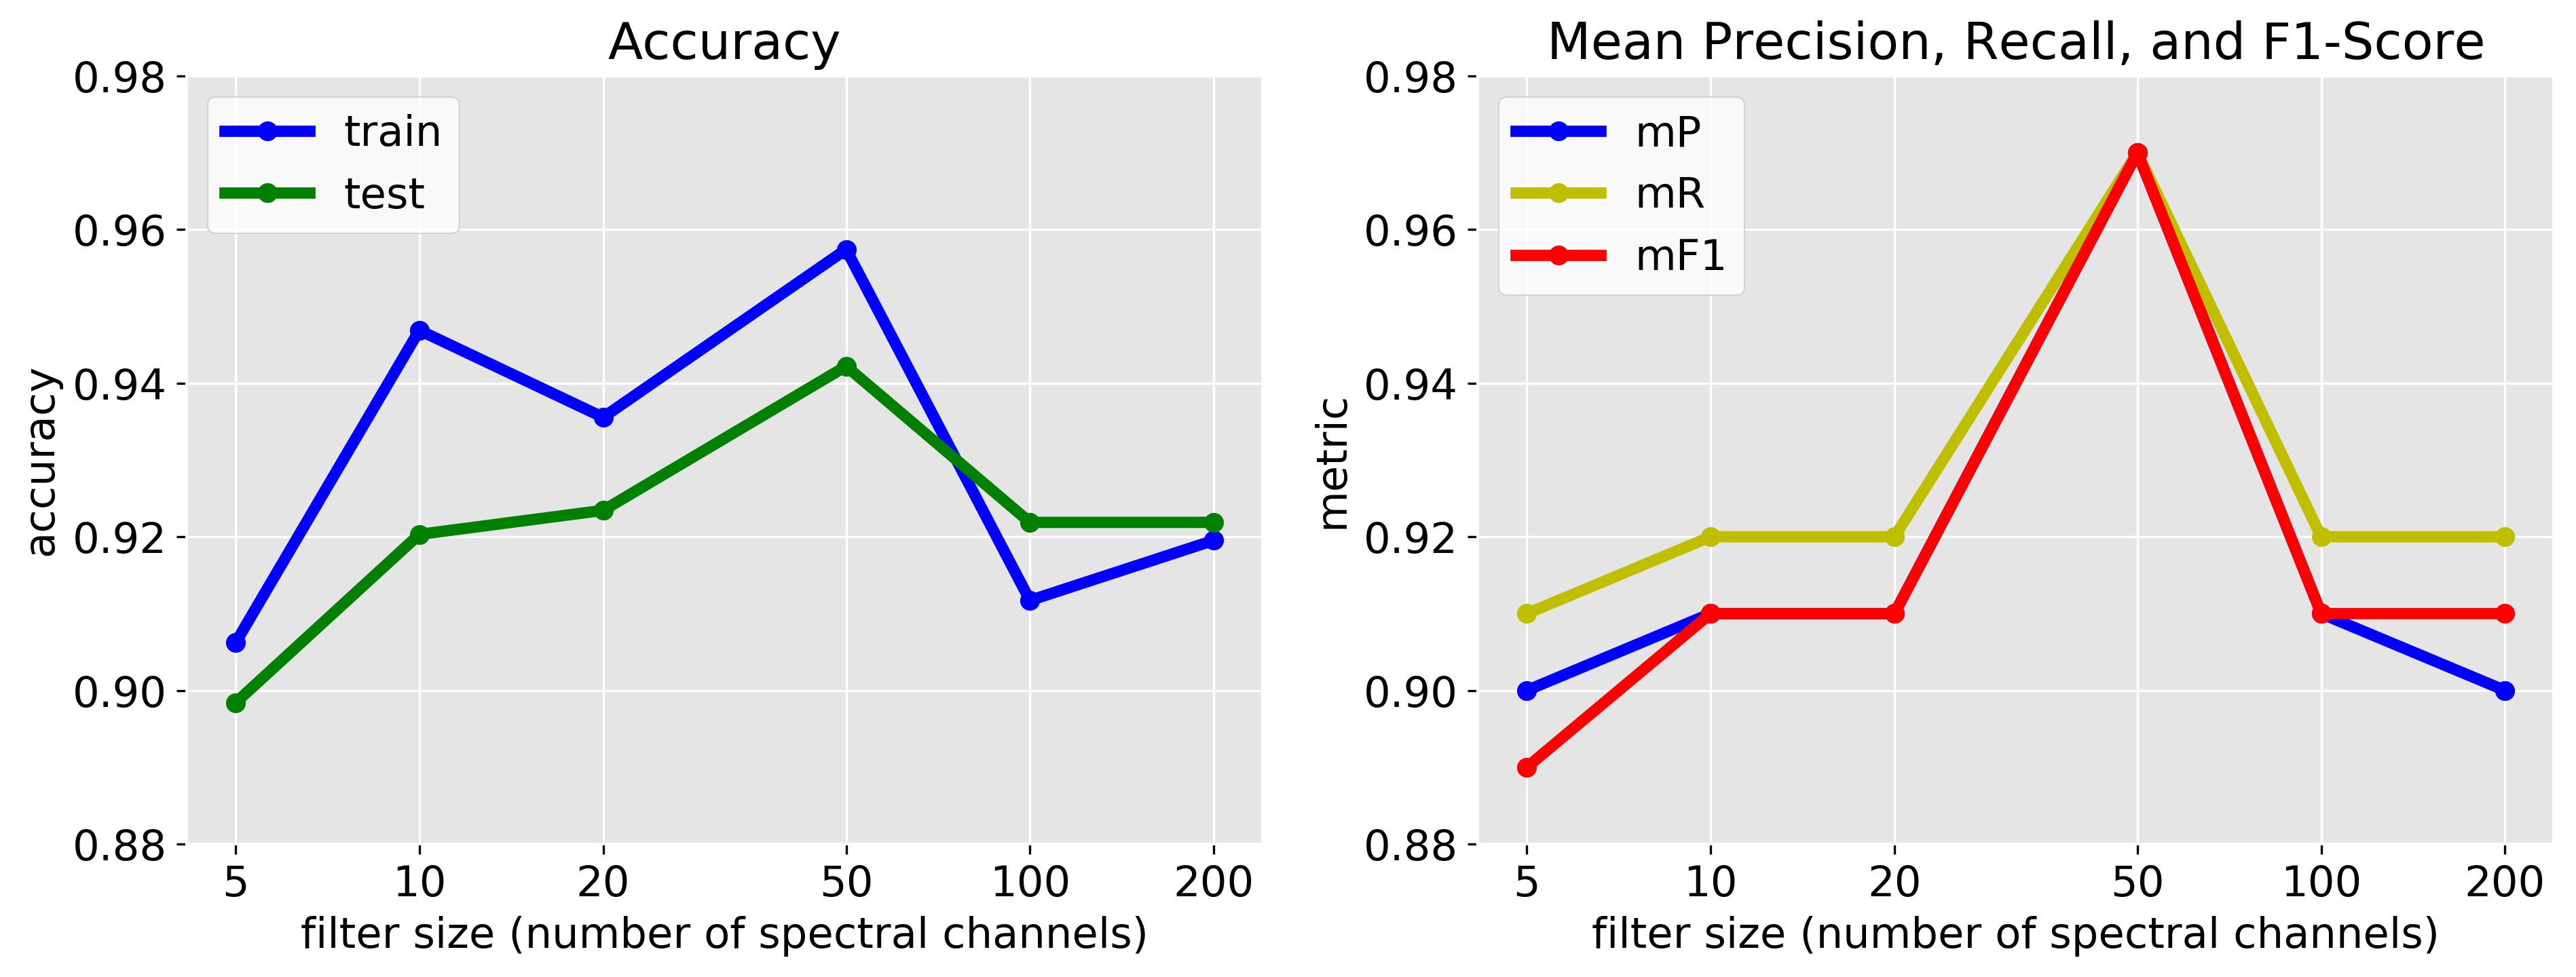 Accuracy
0.98
0.96
0.94
0.92
0.90
0.88
accuracy
train
test
5 10 20 50 100 200
filter size (number of spectral channels)
Mean Precision, Recall, and F1-Score
0.98
0.96
0.94
0.92
0.90
0.88
metric
mP
mR
mF1
5 10 20 50 100 200
filter size (number of spectral channels)